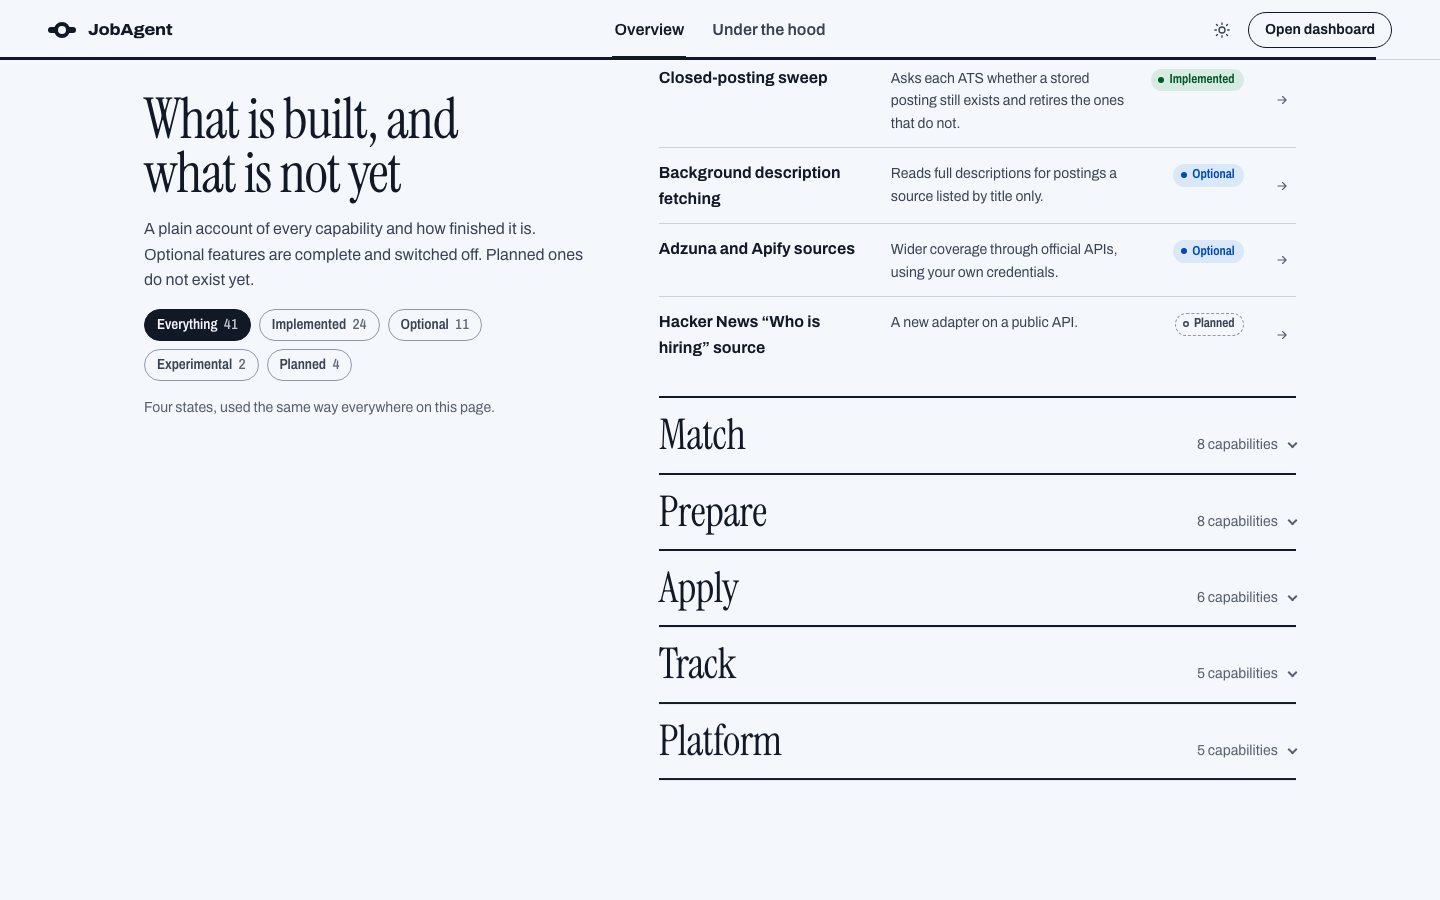 JobAgent
Overview
Under the hood
Open dashboard
What is built, and
what is not yet
A plain account of every capability and how finished it is.
Optional features are complete and switched off. Planned ones
do not exist yet.
Everything 41
Implemented 24
Optional 11
Experimental 2
Planned 4
Four states, used the same way everywhere on this page.
Closed-posting sweep
Asks each ATS whether a stored
posting still exists and retires the ones
that do not.
Implemented
Background description
fetching
Reads full descriptions for postings a
source listed by title only.
Optional
Adzuna and Apify sources
Wider coverage through official APIs,
using your own credentials.
Optional
Hacker News “Who is
hiring” source
A new adapter on a public API.
Planned
Match
8 capabilities
Prepare
8 capabilities
Apply
6 capabilities
Track
5 capabilities
Platform
5 capabilities